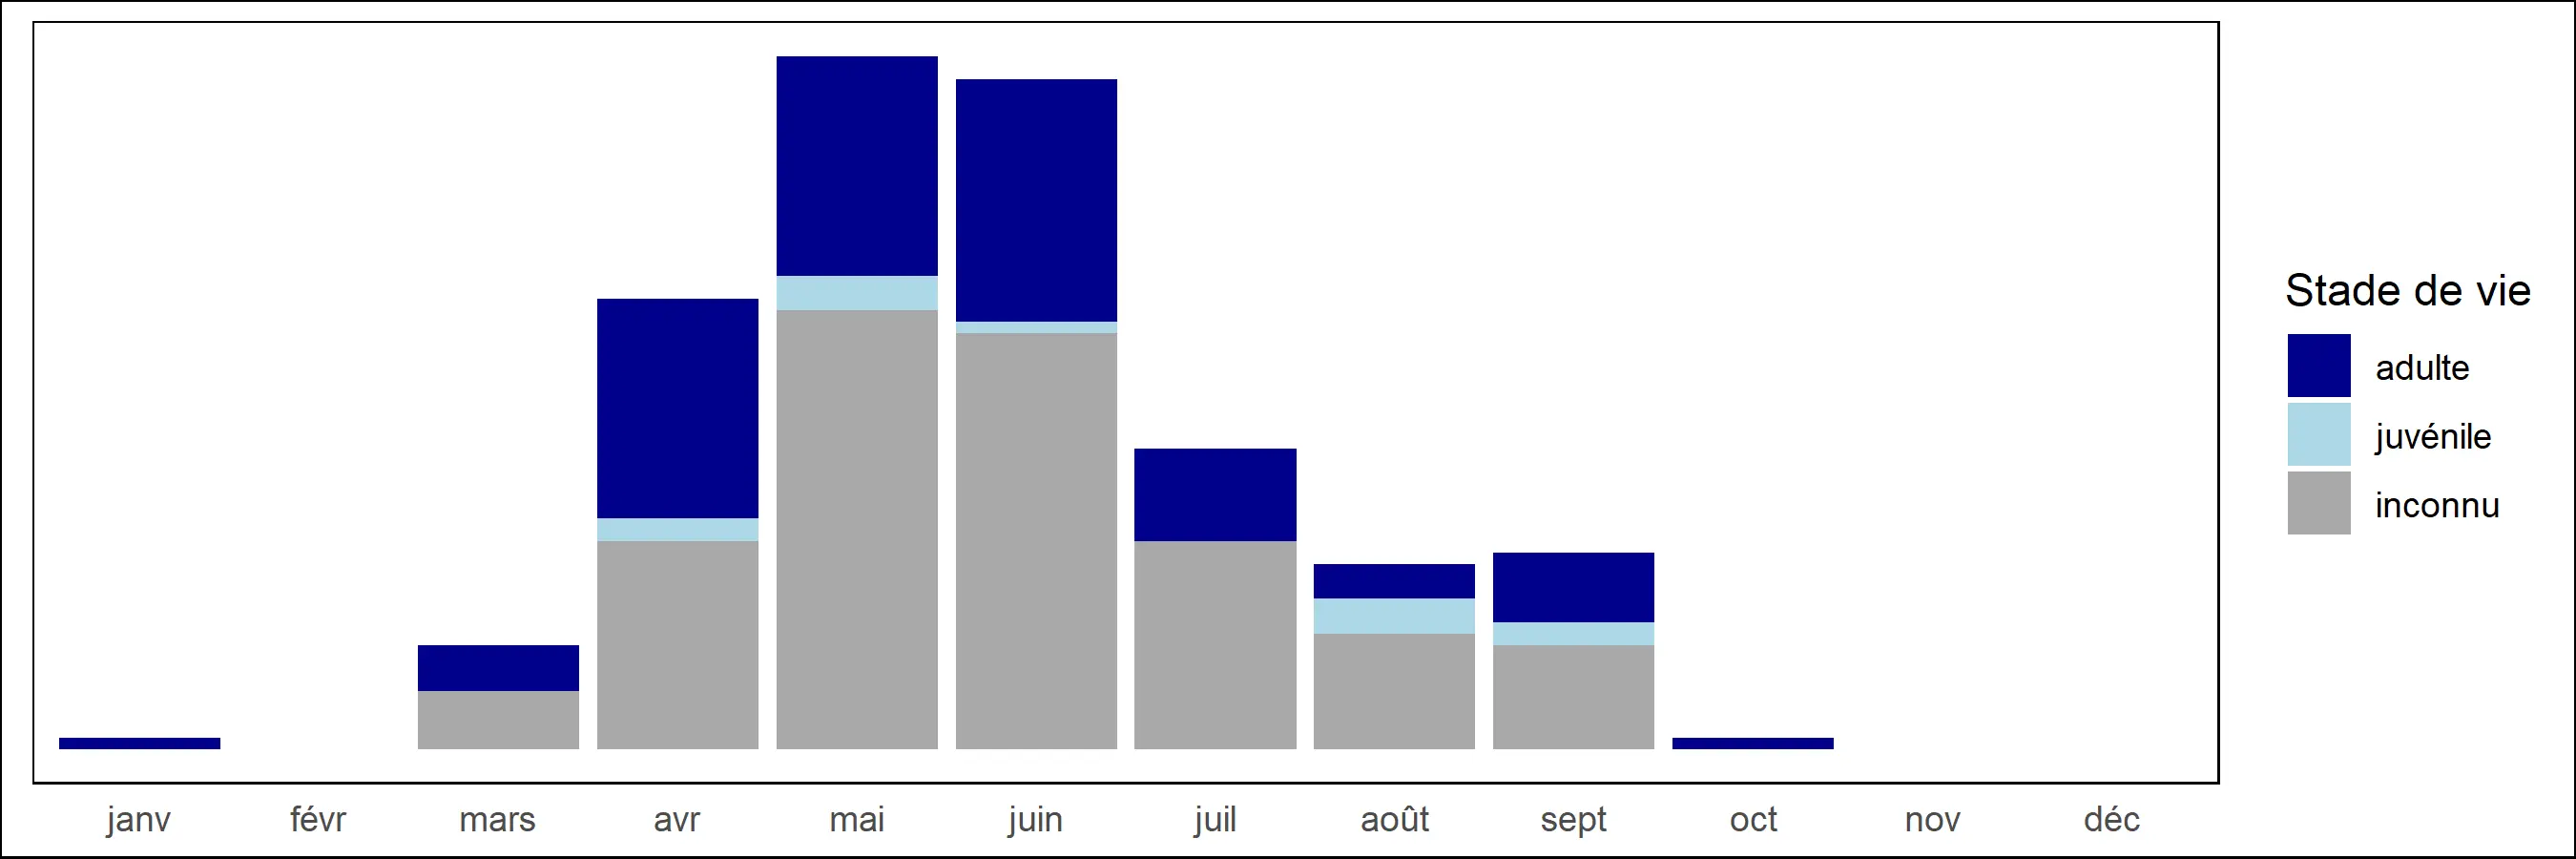 Stade de vie
adulte
juvénile
inconnu
janv févr mars avr mai juin juil août sept oct nov déc